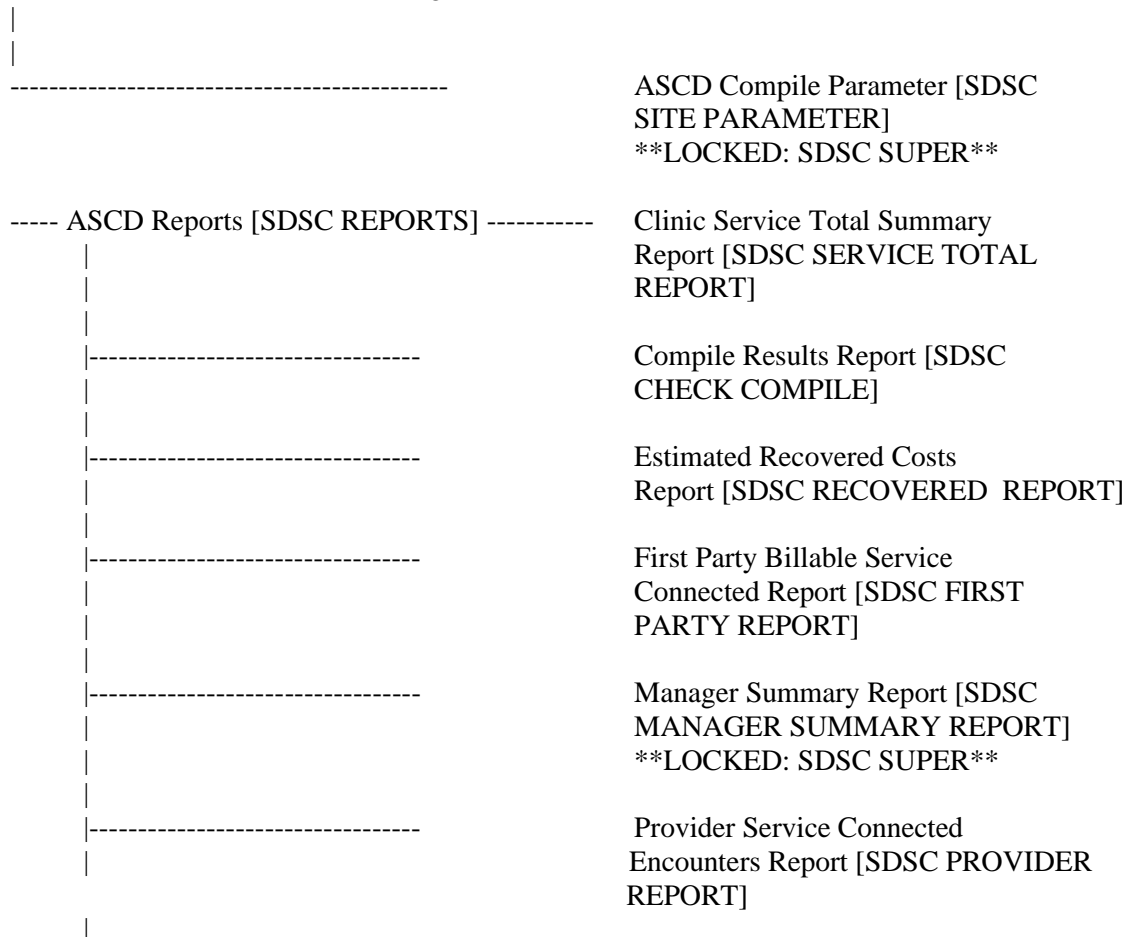 |
|
--------------------------------------------- ASCD Compile Parameter [SDSC
SITE PARAMETER]
**LOCKED: SDSC SUPER**
----- ASCD Reports [SDSC REPORTS] ----------- Clinic Service Total Summary
| Report [SDSC SERVICE TOTAL
| REPORT]
|
|---------------------------------- Compile Results Report [SDSC
| CHECK COMPILE]
|
|---------------------------------- Estimated Recovered Costs
| Report [SDSC RECOVERED  REPORT]
|
|---------------------------------- First Party Billable Service
| Connected Report [SDSC FIRST
| PARTY REPORT]
|
|---------------------------------- Manager Summary Report [SDSC
| MANAGER SUMMARY REPORT]
| **LOCKED: SDSC SUPER**
|
|---------------------------------- Provider Service Connected
| Encounters Report [SDSC PROVIDER
REPORT]
|